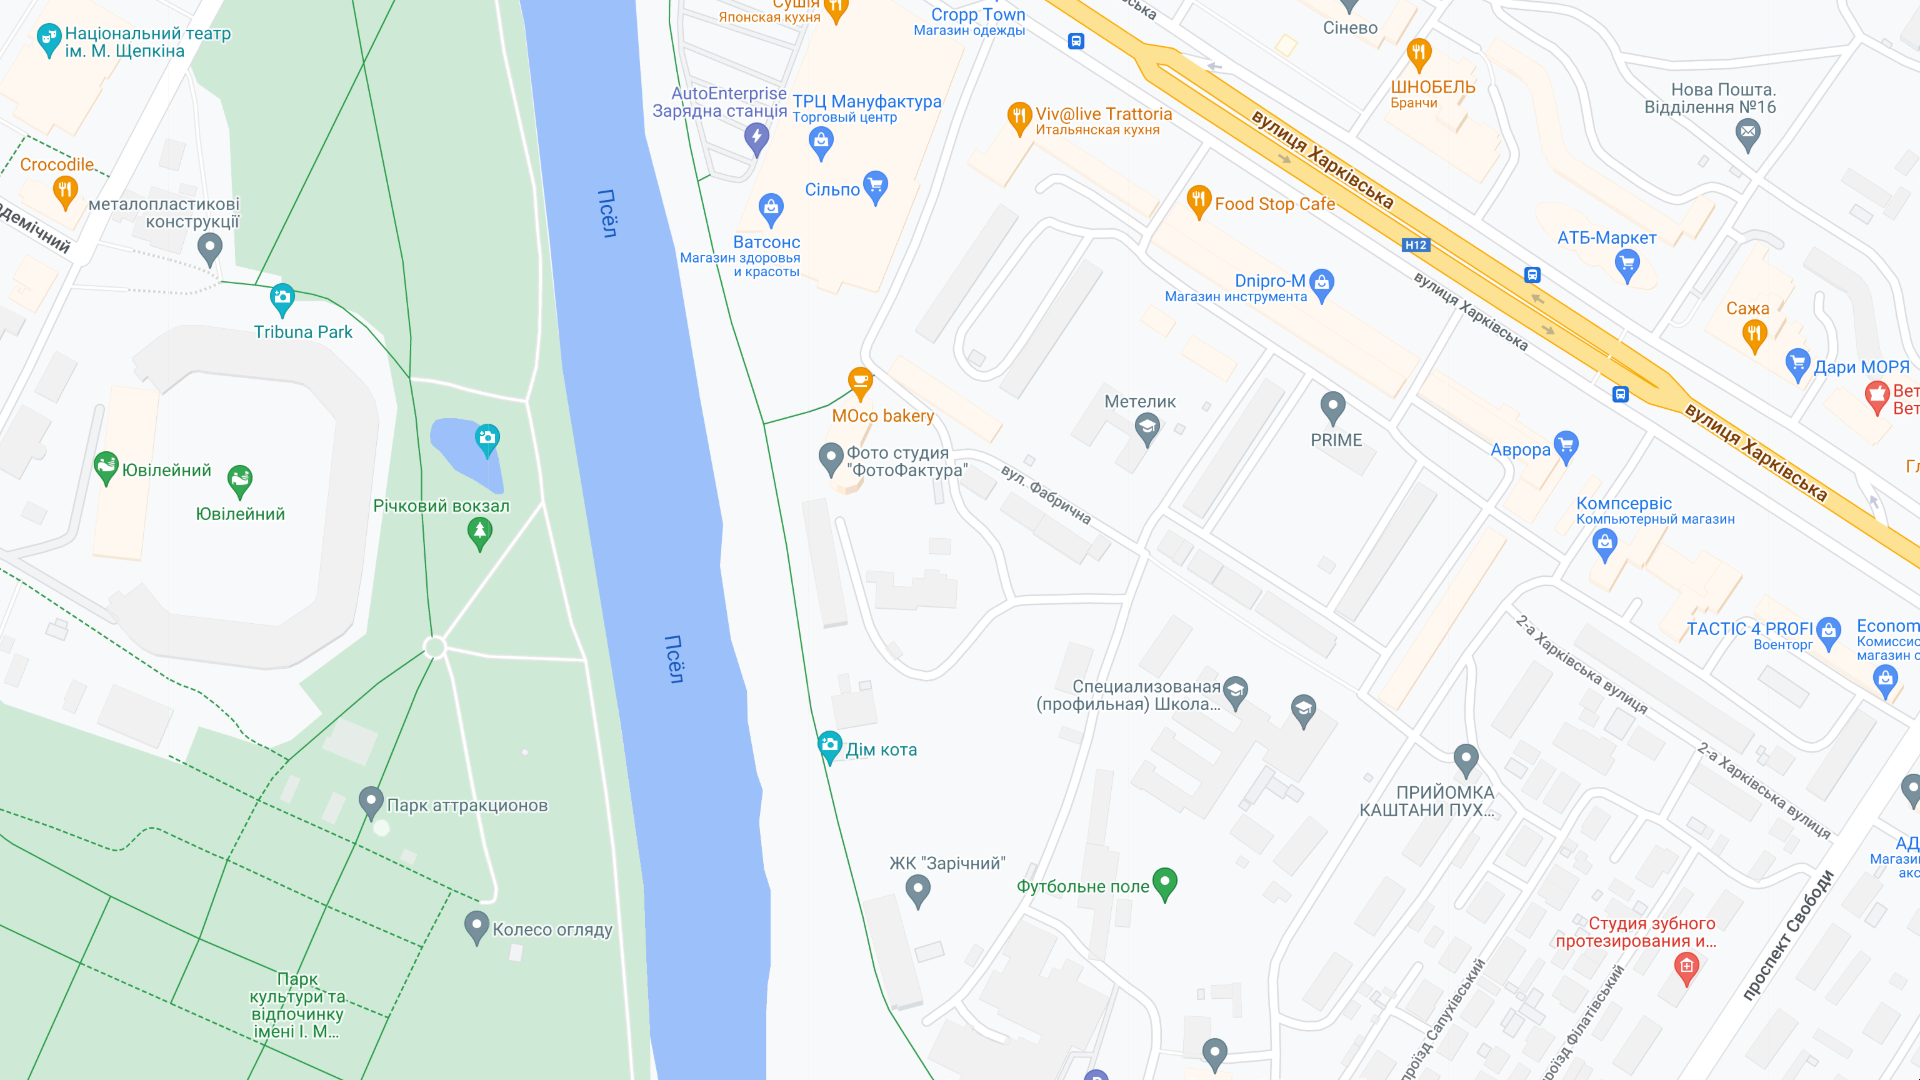 Національний театр
ім. М. Щепкіна
Crocodile
металопластикові
конструкції
Tribuna Park
Ювілейний
Ювілейний
Річковий вокзал
Парк аттракционов
Колесо огляду
Парк
культури та
відпочинку
імені І. М...
Псёл
Псёл
Сушія
Японская кухня
Cropp Town
Магазин одежды
AutoEnterprise
Зарядна станція
ТРЦ Мануфактура
Торговый центр
Сільпо
Ватсонс
Магазин здоровья
и красоты
Viv@live Trattoria
Итальянская кухня
Food Stop Cafe
Dnipro-M
Магазин инструмента
MOco bakery
Фото студия
"ФотоФактура"
вул. Фабрична
Метелик
PRIME
Сінево
ШНОБЕЛЬ
Бранчи
Нова Пошта.
Відділення №16
вулиця Харківська
H12
вулиця Харківська
вулиця Харківська
АТБ-Маркет
Сажа
Дари МОРЯ
Аврора
Компсервіс
Компьютерный магазин
TACTIC 4 PROFI
Военторг
2-а Харківська вулиця
2-а Харківська вулиця
Специализованая
(профильная) Школа...
Дім кота
ПРИЙОМКА
КАШТАНИ ПУХ...
ЖК "Зарічний"
Футбольне поле
Студия зубного
протезирования и...
проспект Свободи
проїзд Сапухівський